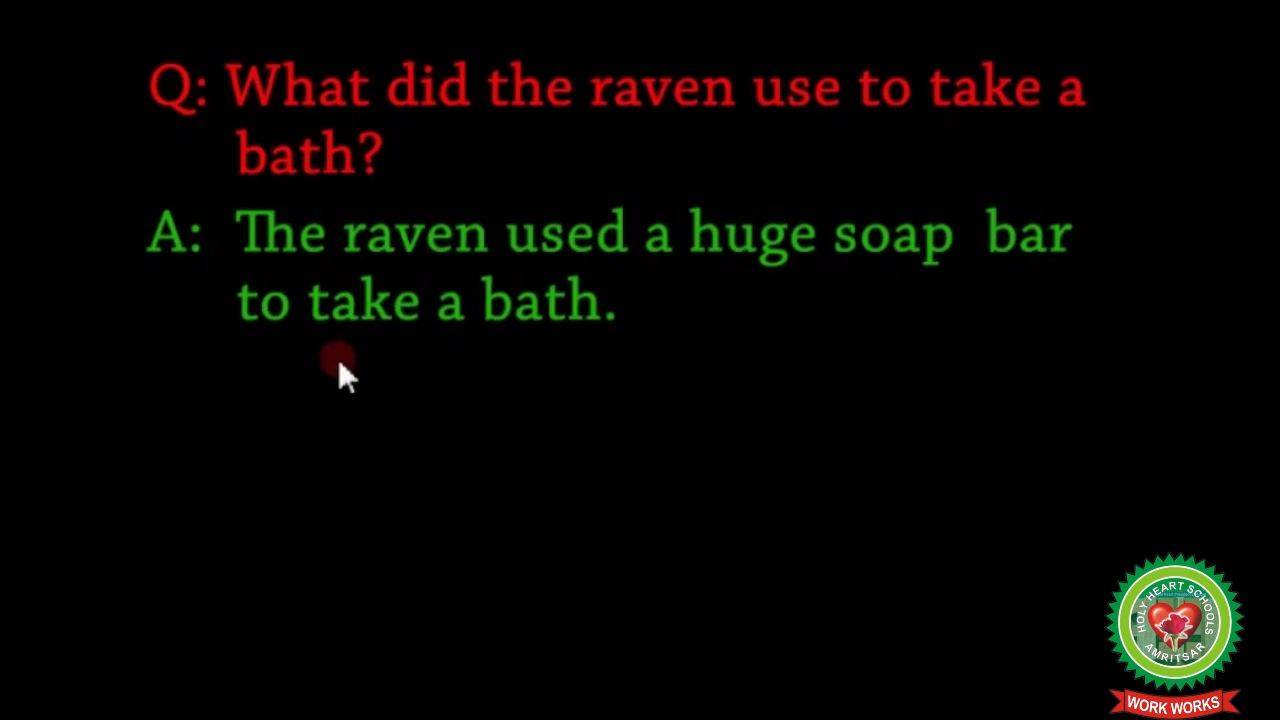 Q: What did the raven use to take a
bath?
A: The raven used a huge soap bar
to take a bath.
HOLY HEART SCHOOLS
AMRITSAR
WORK WORKS